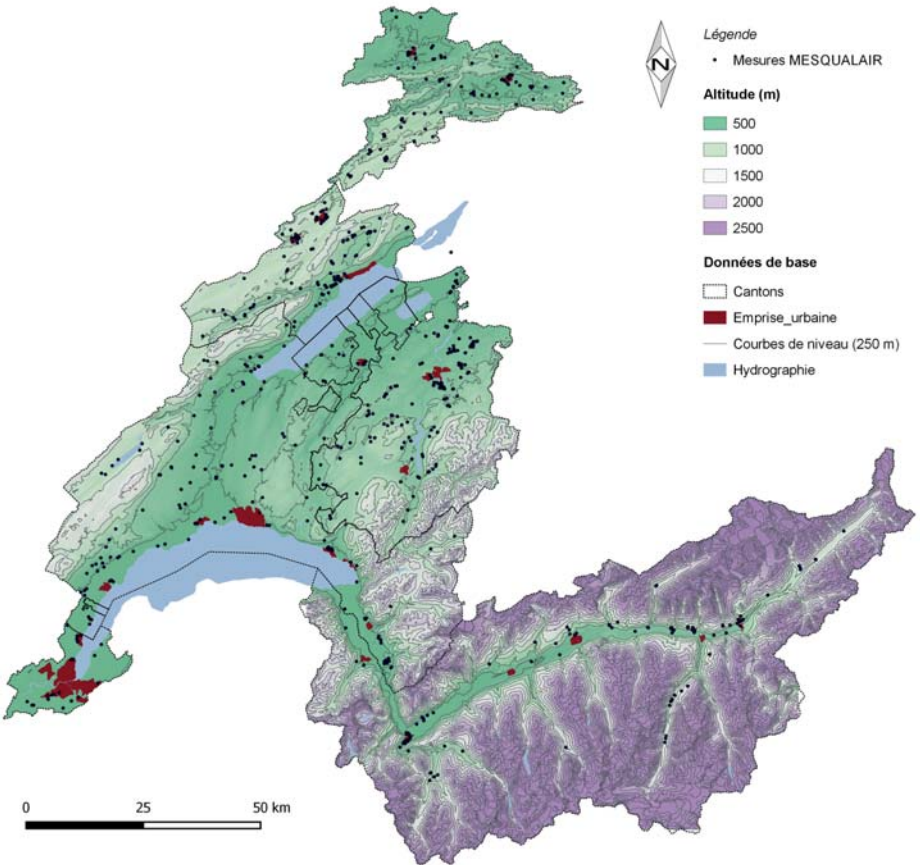 N
Légende
Mesures MESQUALAIR
Altitude (m)
500
1000
1500
2000
2500
Données de base
Cantons
Emprise_urbaine
Courbes de niveau (250 m)
Hydrographie
0 25 50 km